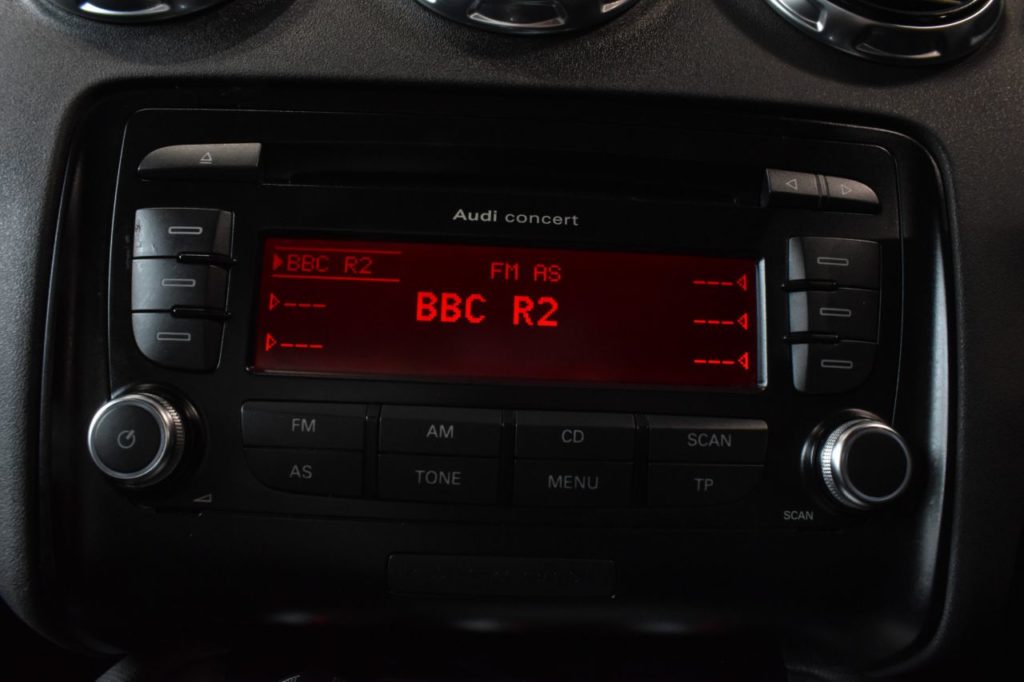 Audi concert
BBC R2
FM AS
---
---
BBC R2
---
---
---
FM
AM
CD
SCAN
AS
TONE
MENU
TP
SCAN